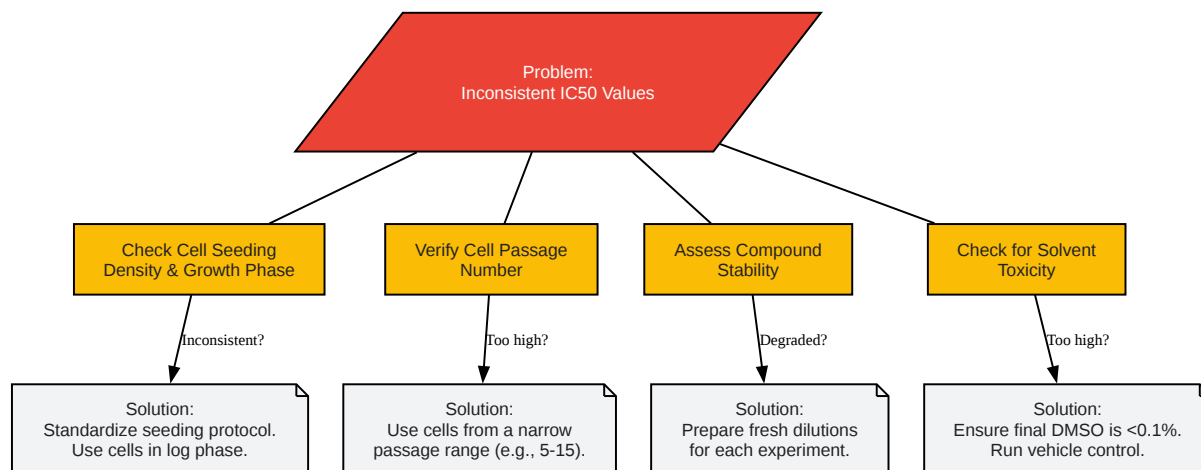 Problem:
Inconsistent IC50 Values
Check Cell Seeding
Density & Growth Phase
Verify Cell Passage
Number
Assess Compound
Stability
Check for Solvent
Toxicity
Inconsistent?
Too high?
Degraded?
Too high?
Solution:
Standardize seeding protocol.
Use cells in log phase.
Solution:
Use cells from a narrow
passage range (e.g., 5-15).
Solution:
Prepare fresh dilutions
for each experiment.
Solution:
Ensure final DMSO is <0.1%.
Run vehicle control.